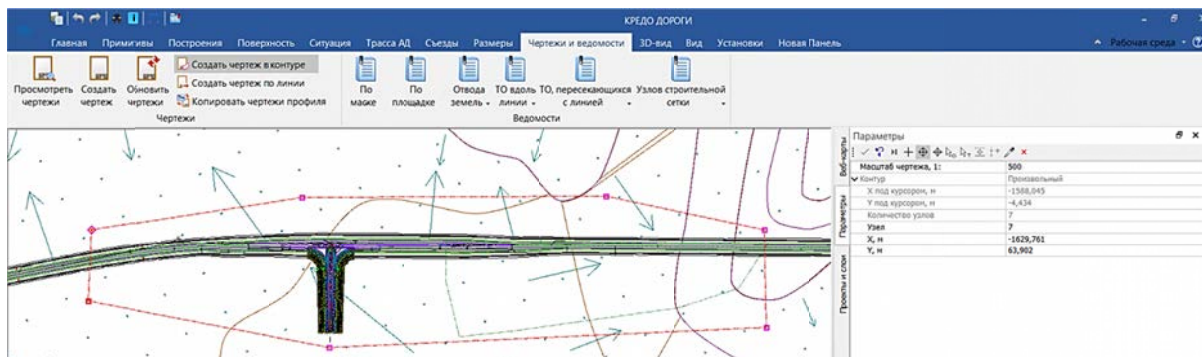 КРЕДО ДОРОГИ
Главная Примитивы Построения Поверхность Ситуация Трасса АД Съезды Размеры Чертежи и ведомости 3D-вид Вид Установки Новая Панель Рабочая среда
Просмотреть чертежи
Создать чертеж
Обновить чертежи
Создать чертеж в контуре
Создать чертеж по линии
Копировать чертежи профиля
По маске
По площадке
Отвода земель
ТО вдоль линии
ТО, пересекающихся с линией
Узлов строительной сетки
Чертежи
Ведомости
Веб-карты
Параметры
Проекты и слои
Параметры
Масштаб чертежа, 1: 500
Контур Произвольный
X под курсором, м -1588,045
Y под курсором, м -4,434
Количество узлов 7
Узел 7
X, м -1629,761
Y, м 63,902